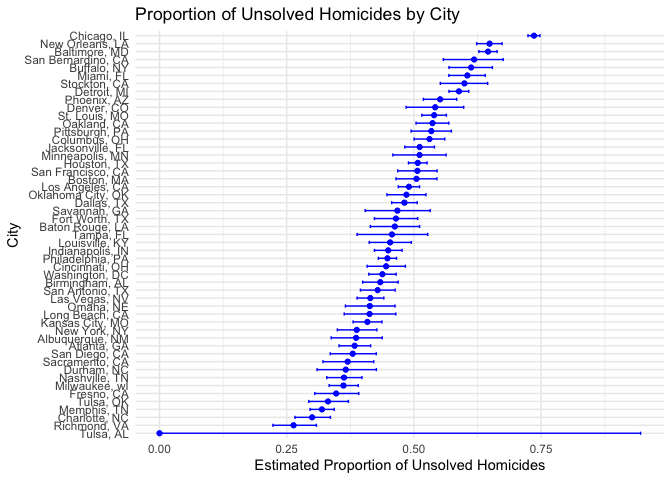 Proportion of Unsolved Homicides by City
Chicago, IL
New Orleans, LA
Baltimore, MD
San Bernardino, CA
Buffalo, NY
Miami, FL
Stockton, CA
Detroit, MI
Phoenix, AZ
Denver, CO
St. Louis, MO
Oakland, CA
Pittsburgh, PA
Columbus, OH
Jacksonville, FL
Minneapolis, MN
Houston, TX
San Francisco, CA
Boston, MA
Los Angeles, CA
Oklahoma City, OK
Dallas, TX
Savannah, GA
Fort Worth, TX
Baton Rouge, LA
Tampa, FL
Louisville, KY
Indianapolis, IN
Philadelphia, PA
Cincinnati, OH
Washington, DC
Birmingham, AL
San Antonio, TX
Las Vegas, NV
Omaha, NE
Long Beach, CA
Kansas City, MO
New York, NY
Albuquerque, NM
Atlanta, GA
San Diego, CA
Sacramento, CA
Durham, NC
Nashville, TN
Milwaukee, wI
Fresno, CA
Tulsa, OK
Memphis, TN
Charlotte, NC
Richmond, VA
Tulsa, AL
City
0.00 0.25 0.50 0.75
Estimated Proportion of Unsolved Homicides